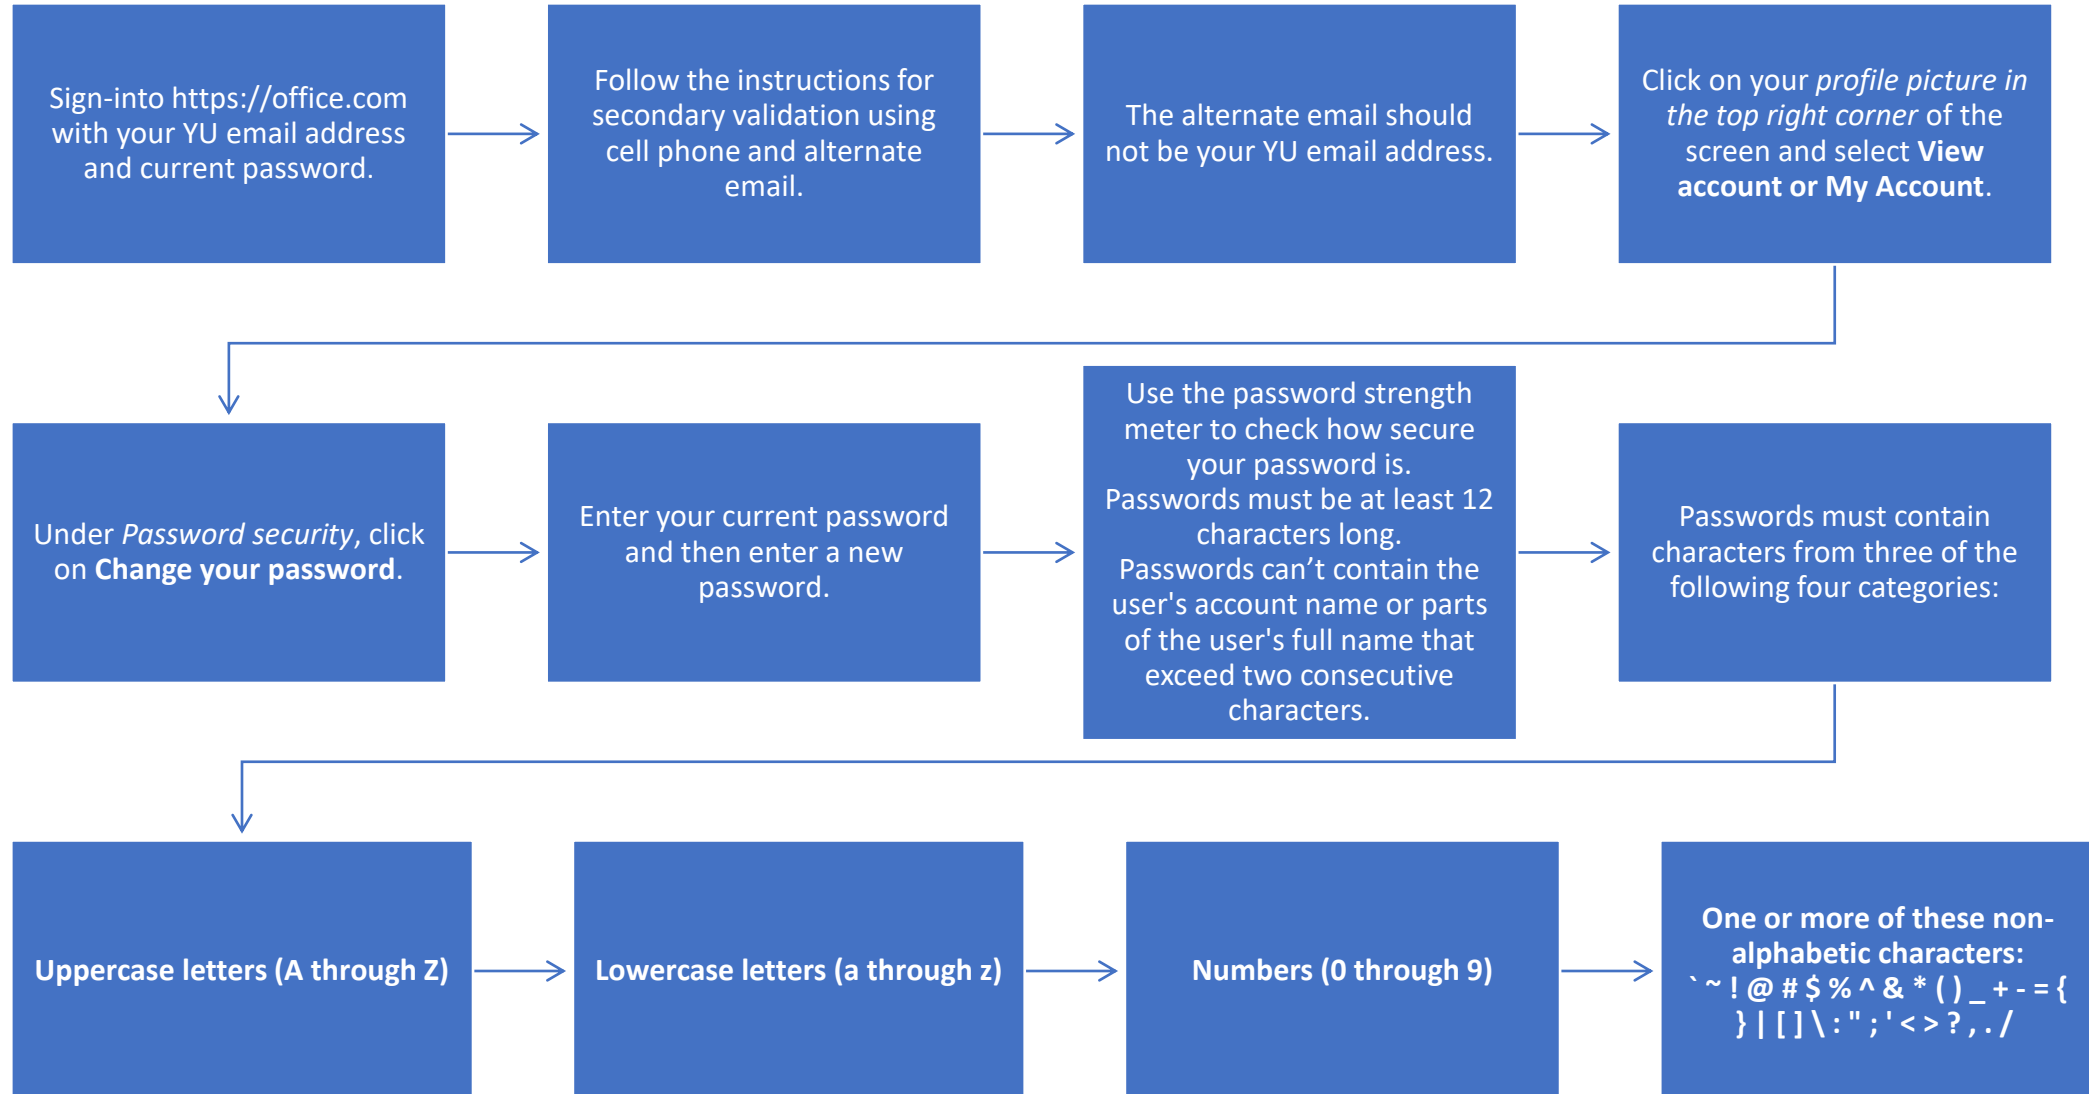 Sign-into https://office.com
with your YU email address
and current password.
Follow the instructions for
secondary validation using
cell phone and alternate
email.
The alternate email should
not be your YU email address.
Click on your profile picture in
the top right corner of the
screen and select View
account or My Account.
Under Password security, click
on Change your password.
Enter your current password
and then enter a new
password.
Use the password strength
meter to check how secure
your password is.
Passwords must be at least 12
characters long.
Passwords can’t contain the
user's account name or parts
of the user's full name that
exceed two consecutive
characters.
Passwords must contain
characters from three of the
following four categories:
Uppercase letters (A through Z)
Lowercase letters (a through z)
Numbers (0 through 9)
One or more of these non-
alphabetic characters:
` ~ ! @ # $ % ^ & * ( ) _ + - = {
} | [ ] \ : " ; ' < > ? , . /